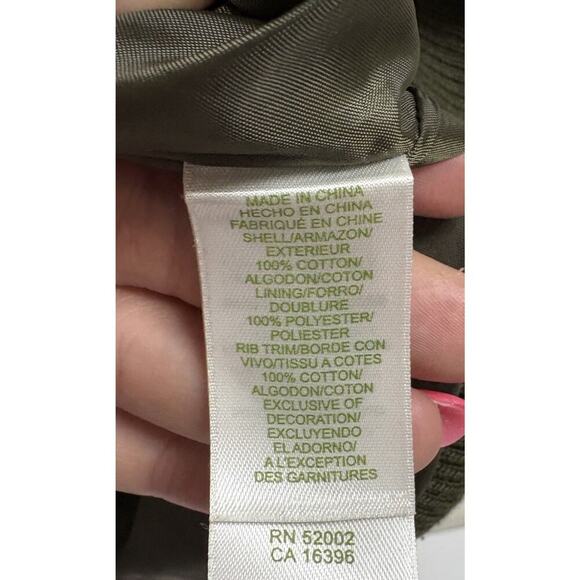 MADE IN CHINA
HECHO EN CHINA
FABRIQUÉ EN CHINE
SHELL/ARMAZON/
EXTERIEUR
100% COTTON/
ALGODON/COTON
LINING/FORRO/
DOUBLURE
100% POLYESTER/
POLIESTER
RIB TRIM/BORDE CON
VIVO/TISSU A COTES
100% COTTON/
ALGODON/COTON
EXCLUSIVE OF
DECORATION/
EXCLUYENDO
EL ADORNO/
A L'EXCEPTION
DES GARNITURES
RN 52002
CA 16396